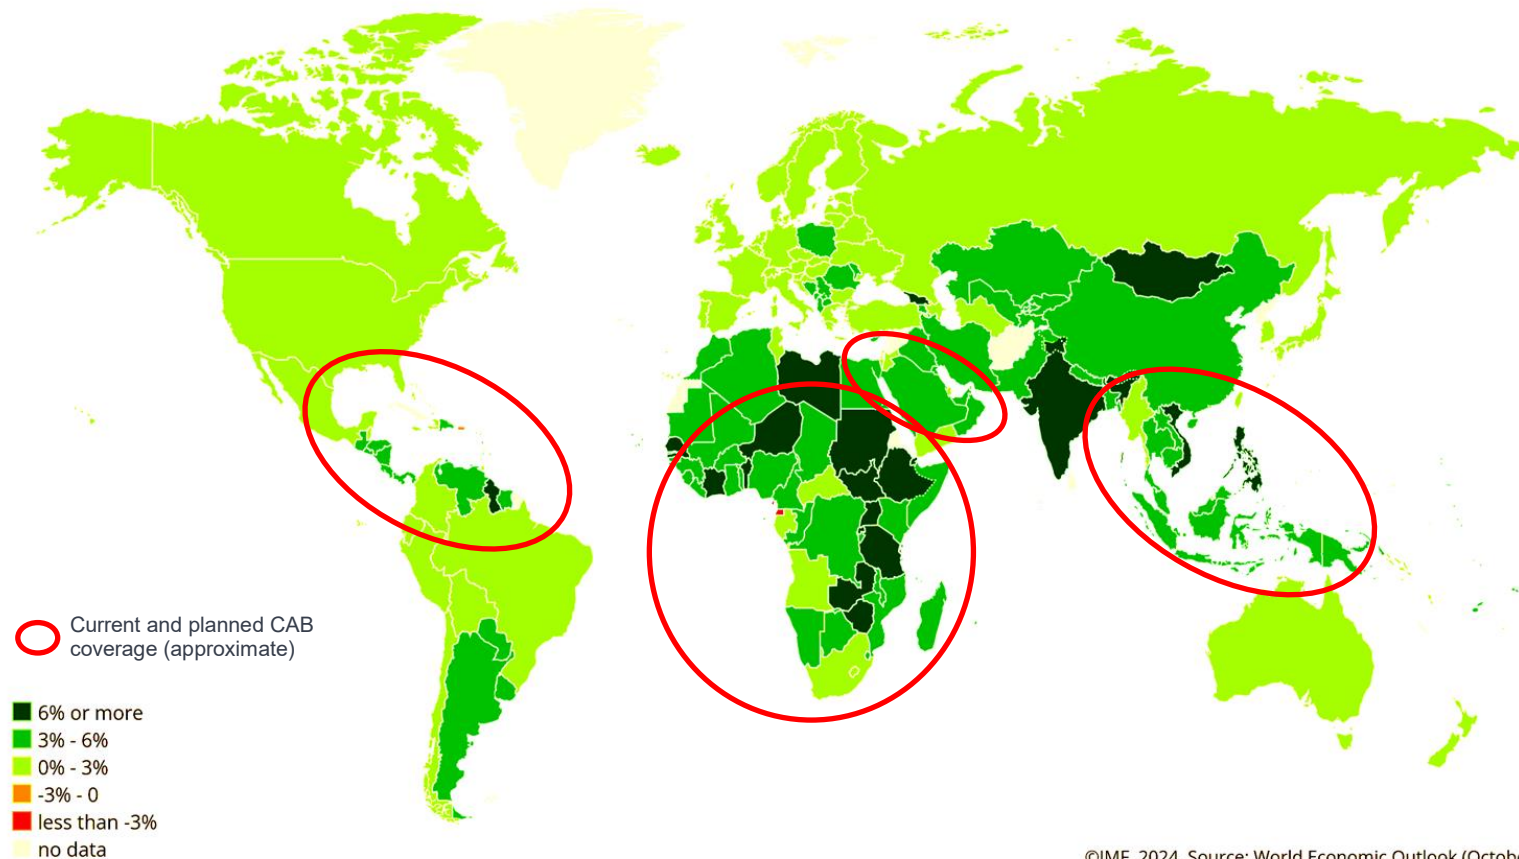 Current and planned CAB
coverage (approximate)
6% or more
3% - 6%
0% - 3%
-3% - 0
less than -3%
no data
©IMF, 2024, Source: World Economic Outlook (Octo